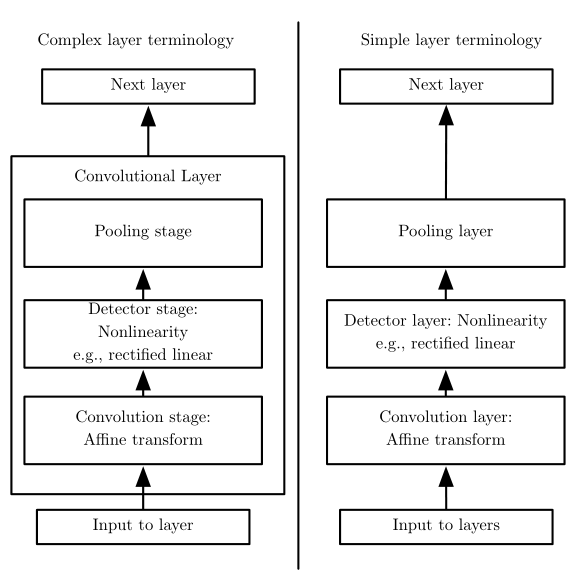 Complex layer terminology
Next layer
Convolutional Layer
Pooling stage
Detector stage:
Nonlinearity
e.g., rectified linear
Convolution stage:
Affine transform
Input to layer
Simple layer terminology
Next layer
Pooling layer
Detector layer: Nonlinearity
e.g., rectified linear
Convolution layer:
Affine transform
Input to layers